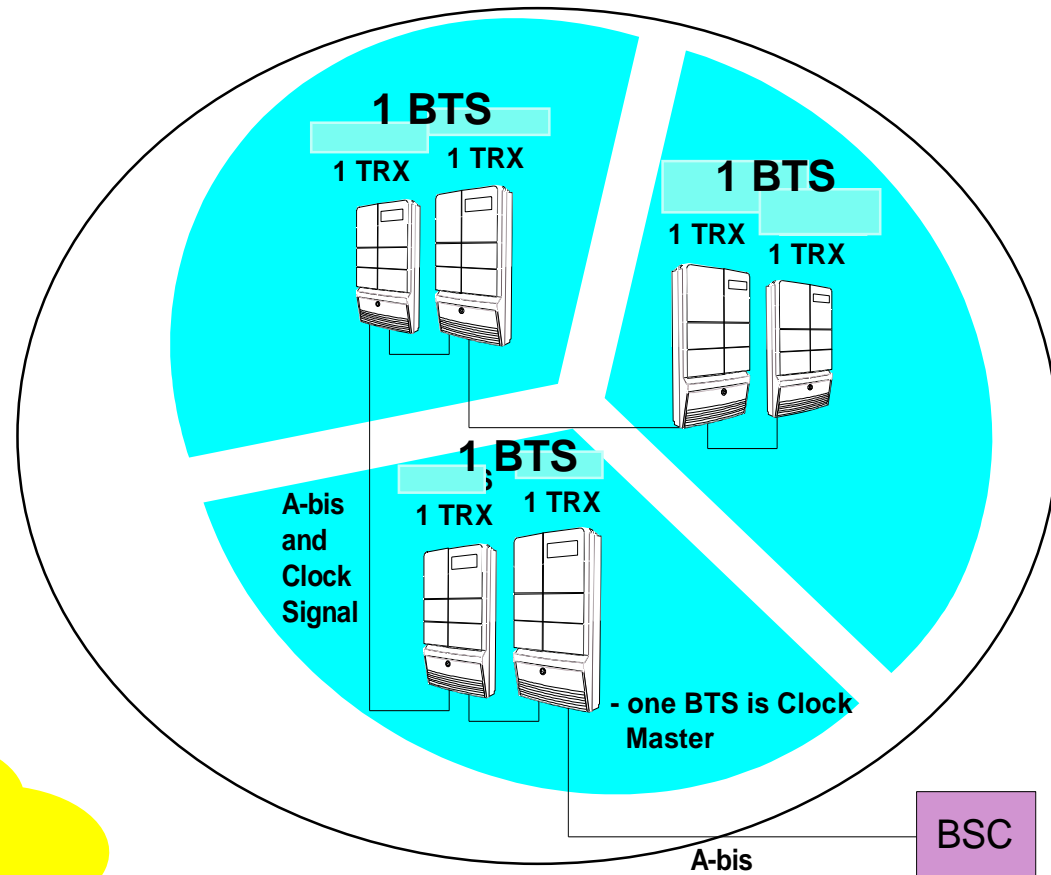 1 BTS
1 TRX
1 TRX
1 BTS
1 TRX
1 TRX
1 BTS
s
1 TRX
1 TRX
A-bis
and
Clock
Signal
- one BTS is Clock
Master
BSC
A-bis